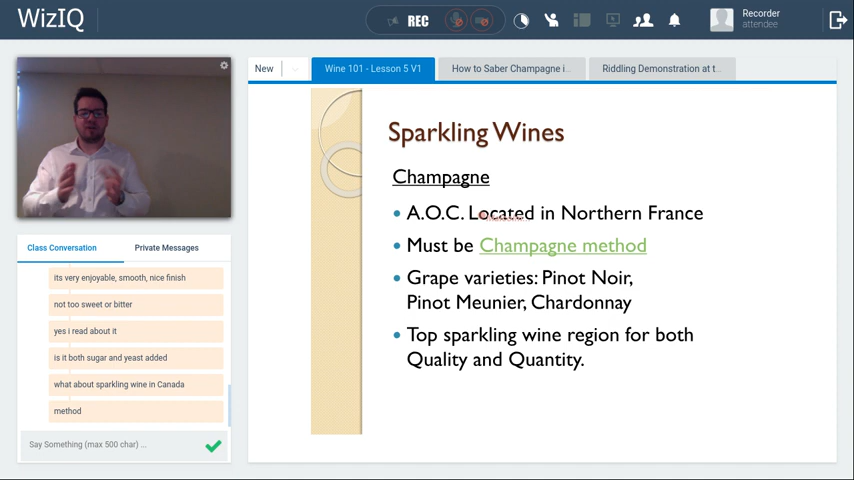 WizIQ
REC
Recorder
attendee
New
Wine 101 - Lesson 5 V1
How to Saber Champagne i..
Riddling Demonstration at t...
Sparkling Wines
Champagne
• A.O.C. Located in Northern France
• Must be Champagne method
• Grape varieties: Pinot Noir,
Pinot Meunier, Chardonnay
• Top sparkling wine region for both
Quality and Quantity.
Class Conversation
Private Messages
its very enjoyable, smooth, nice finish
not too sweet or bitter
yes i read about it
is it both sugar and yeast added
what about sparkling wine in Canada
method
Say Something (max 500 char) ...